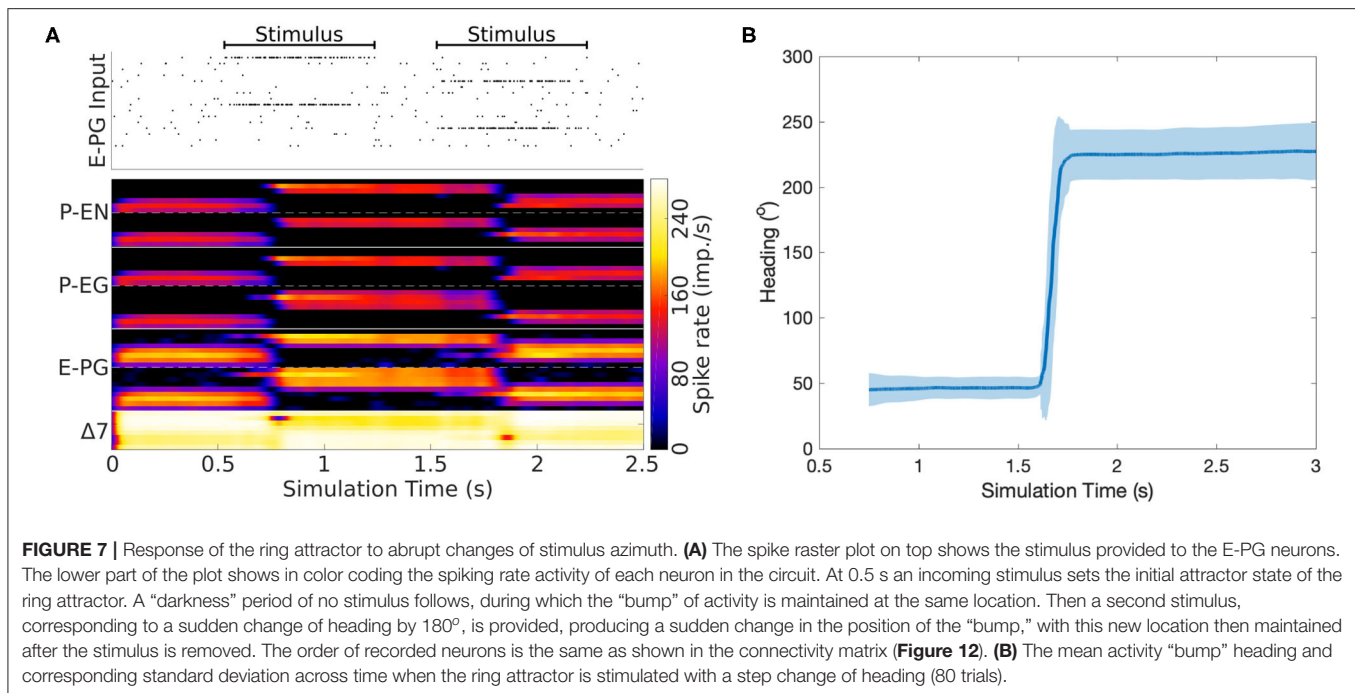 A
Stimulus
Stimulus
E-PG Input
P-EN
P-EG
E-PG
Δ7
0
0.5
1
1.5
2
2.5
Simulation Time (s)
0
80
160
240
Spike rate (imp./s)
B
300
250
200
150
100
50
0
Heading (º)
0.5
1
1.5
2
2.5
3
Simulation Time (s)
FIGURE 7 | Response of the ring attractor to abrupt changes of stimulus azimuth. (A) The spike raster plot on top shows the stimulus provided to the E-PG neurons.
The lower part of the plot shows in color coding the spiking rate activity of each neuron in the circuit. At 0.5 s an incoming stimulus sets the initial attractor state of the
ring attractor. A “darkness” period of no stimulus follows, during which the “bump” of activity is maintained at the same location. Then a second stimulus,
corresponding to a sudden change of heading by 180º, is provided, producing a sudden change in the position of the “bump,” with this new location then maintained
after the stimulus is removed. The order of recorded neurons is the same as shown in the connectivity matrix (Figure 12). (B) The mean activity “bump” heading and
corresponding standard deviation across time when the ring attractor is stimulated with a step change of heading (80 trials).